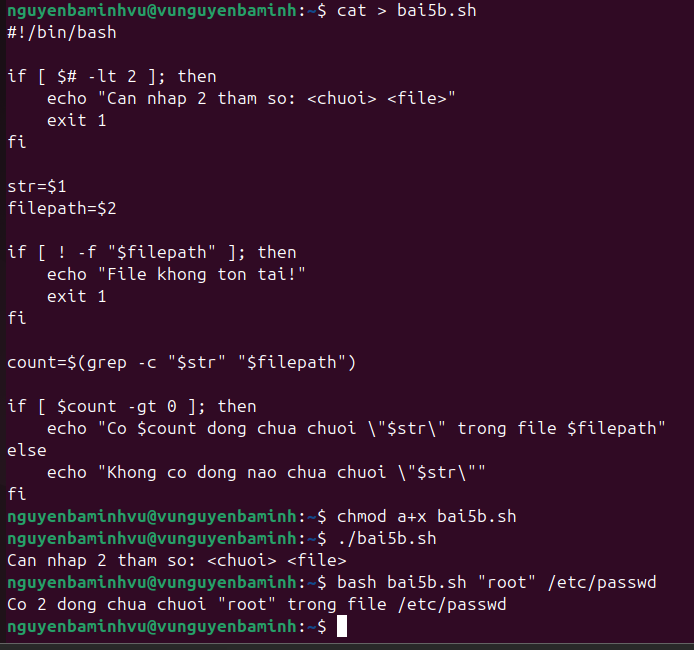 nguyenbaminhvu@vunguyenbaminh:~$ cat > bai5b.sh
#!/bin/bash
if [ $# -lt 2 ]; then
    echo "Can nhap 2 tham so: <chuoi> <file>"
    exit 1
fi
str=$1
filepath=$2
if [ ! -f "$filepath" ]; then
    echo "File khong ton tai!"
    exit 1
fi
count=$(grep -c "$str" "$filepath")
if [ $count -gt 0 ]; then
    echo "Co $count dong chua chuoi \"$str\" trong file $filepath"
else
    echo "Khong co dong nao chua chuoi \"$str\""
fi
nguyenbaminhvu@vunguyenbaminh:~$ chmod a+x bai5b.sh
nguyenbaminhvu@vunguyenbaminh:~$ ./bai5b.sh
Can nhap 2 tham so: <chuoi> <file>
nguyenbaminhvu@vunguyenbaminh:~$ bash bai5b.sh "root" /etc/passwd
Co 2 dong chua chuoi "root" trong file /etc/passwd
nguyenbaminhvu@vunguyenbaminh:~$